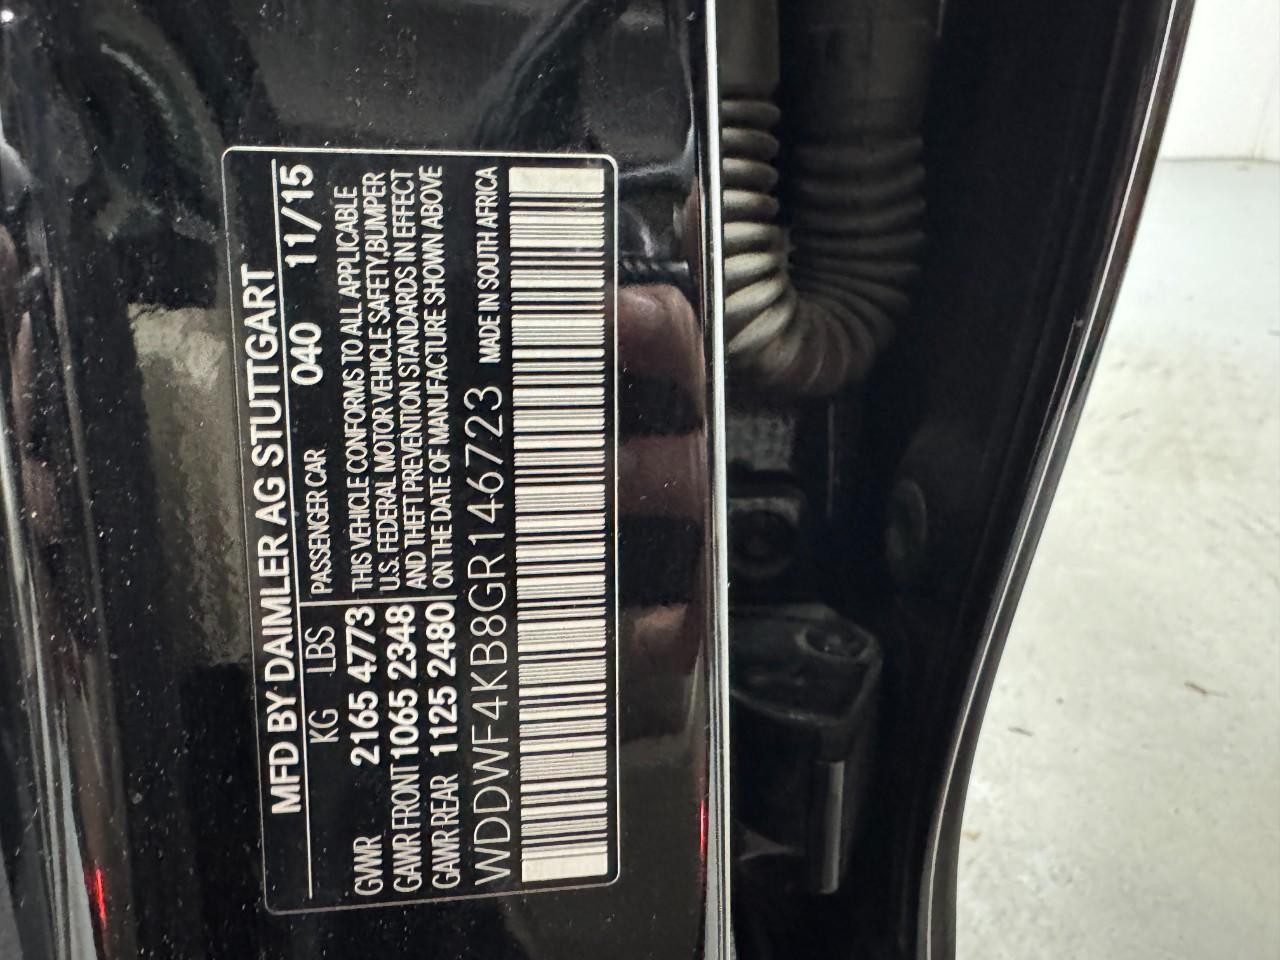 MFD BY DAIMLER AG STUTTGART
KG LBS PASSENGER CAR 040 11/15
GVWR 2165 4773 THIS VEHICLE CONFORMS TO ALL APPLICABLE
GAWR FRONT 1065 2348 U.S. FEDERAL MOTOR VEHICLE SAFETY,BUMPER
GAWR REAR 1125 2480 AND THEFT PREVENTION STANDARDS IN EFFECT
ON THE DATE OF MANUFACTURE SHOWN ABOVE
WDDWF4KB8GR146723 MADE IN SOUTH AFRICA